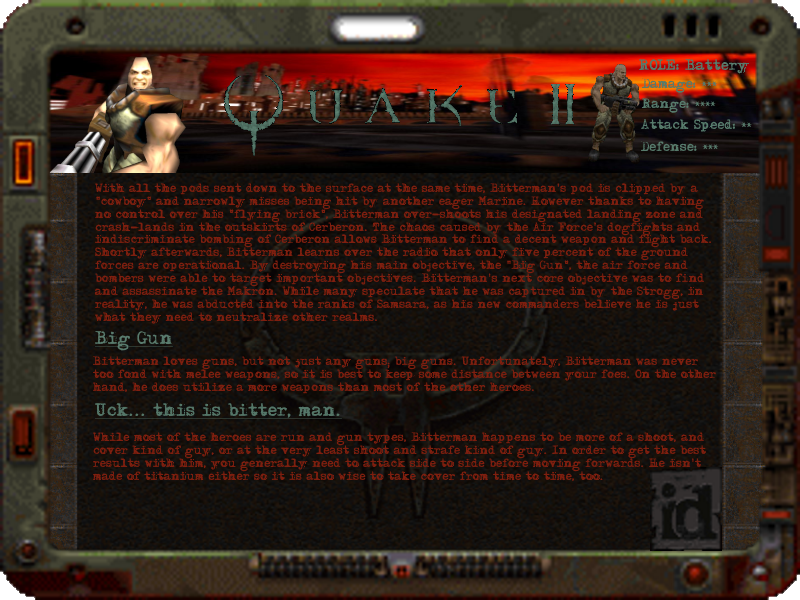 QUAKE II
ROLE: Battery
Damage:
Range: ****
Attack Speed: **
Defense: ***
With all the pods sent down to the surface at the same time, Bitterman's pod is clipped by a
"cowboy" and narrowly misses being hit by another eager Marine. However thanks to having
no control over his "flying brick", Bitterman over-shoots his designated landing zone and
crash-lands in the outskirts of Cerberon. The chaos caused by the Air Force's dogfights and
indiscriminate bombing of Cerberon allows Bitterman to find a decent weapon and fight back.
Shortly afterwards, Bitterman learns over the radio that only five percent of the ground
forces are operational. By destroying his main objective, the "Big Gun", the air force and
bombers were able to target important objectives. Bitterman's next core objective was to find
and assassinate the Makron. While many speculate that he was captured in by the Strogg, in
reality, he was abducted into the ranks of Samsara, as his new commanders believe he is just
what they need to neutralize other realms.
Big Gun
Bitterman loves guns, but not just any guns, big guns. Unfortunately, Bitterman was never
too fond with melee weapons, so it is best to keep some distance between your foes. On the other
hand, he does utilize a more weapons than most of the other heroes.
Uck... this is bitter, man.
While most of the heroes are run and gun types, Bitterman happens to be more of a shoot, and
cover kind of guy, or at the very least shoot and strafe kind of guy. In order to get the best
results with him, you generally need to attack side to side before moving forwards. He isn't
made of titanium either so it is also wise to take cover from time to time, too.
id